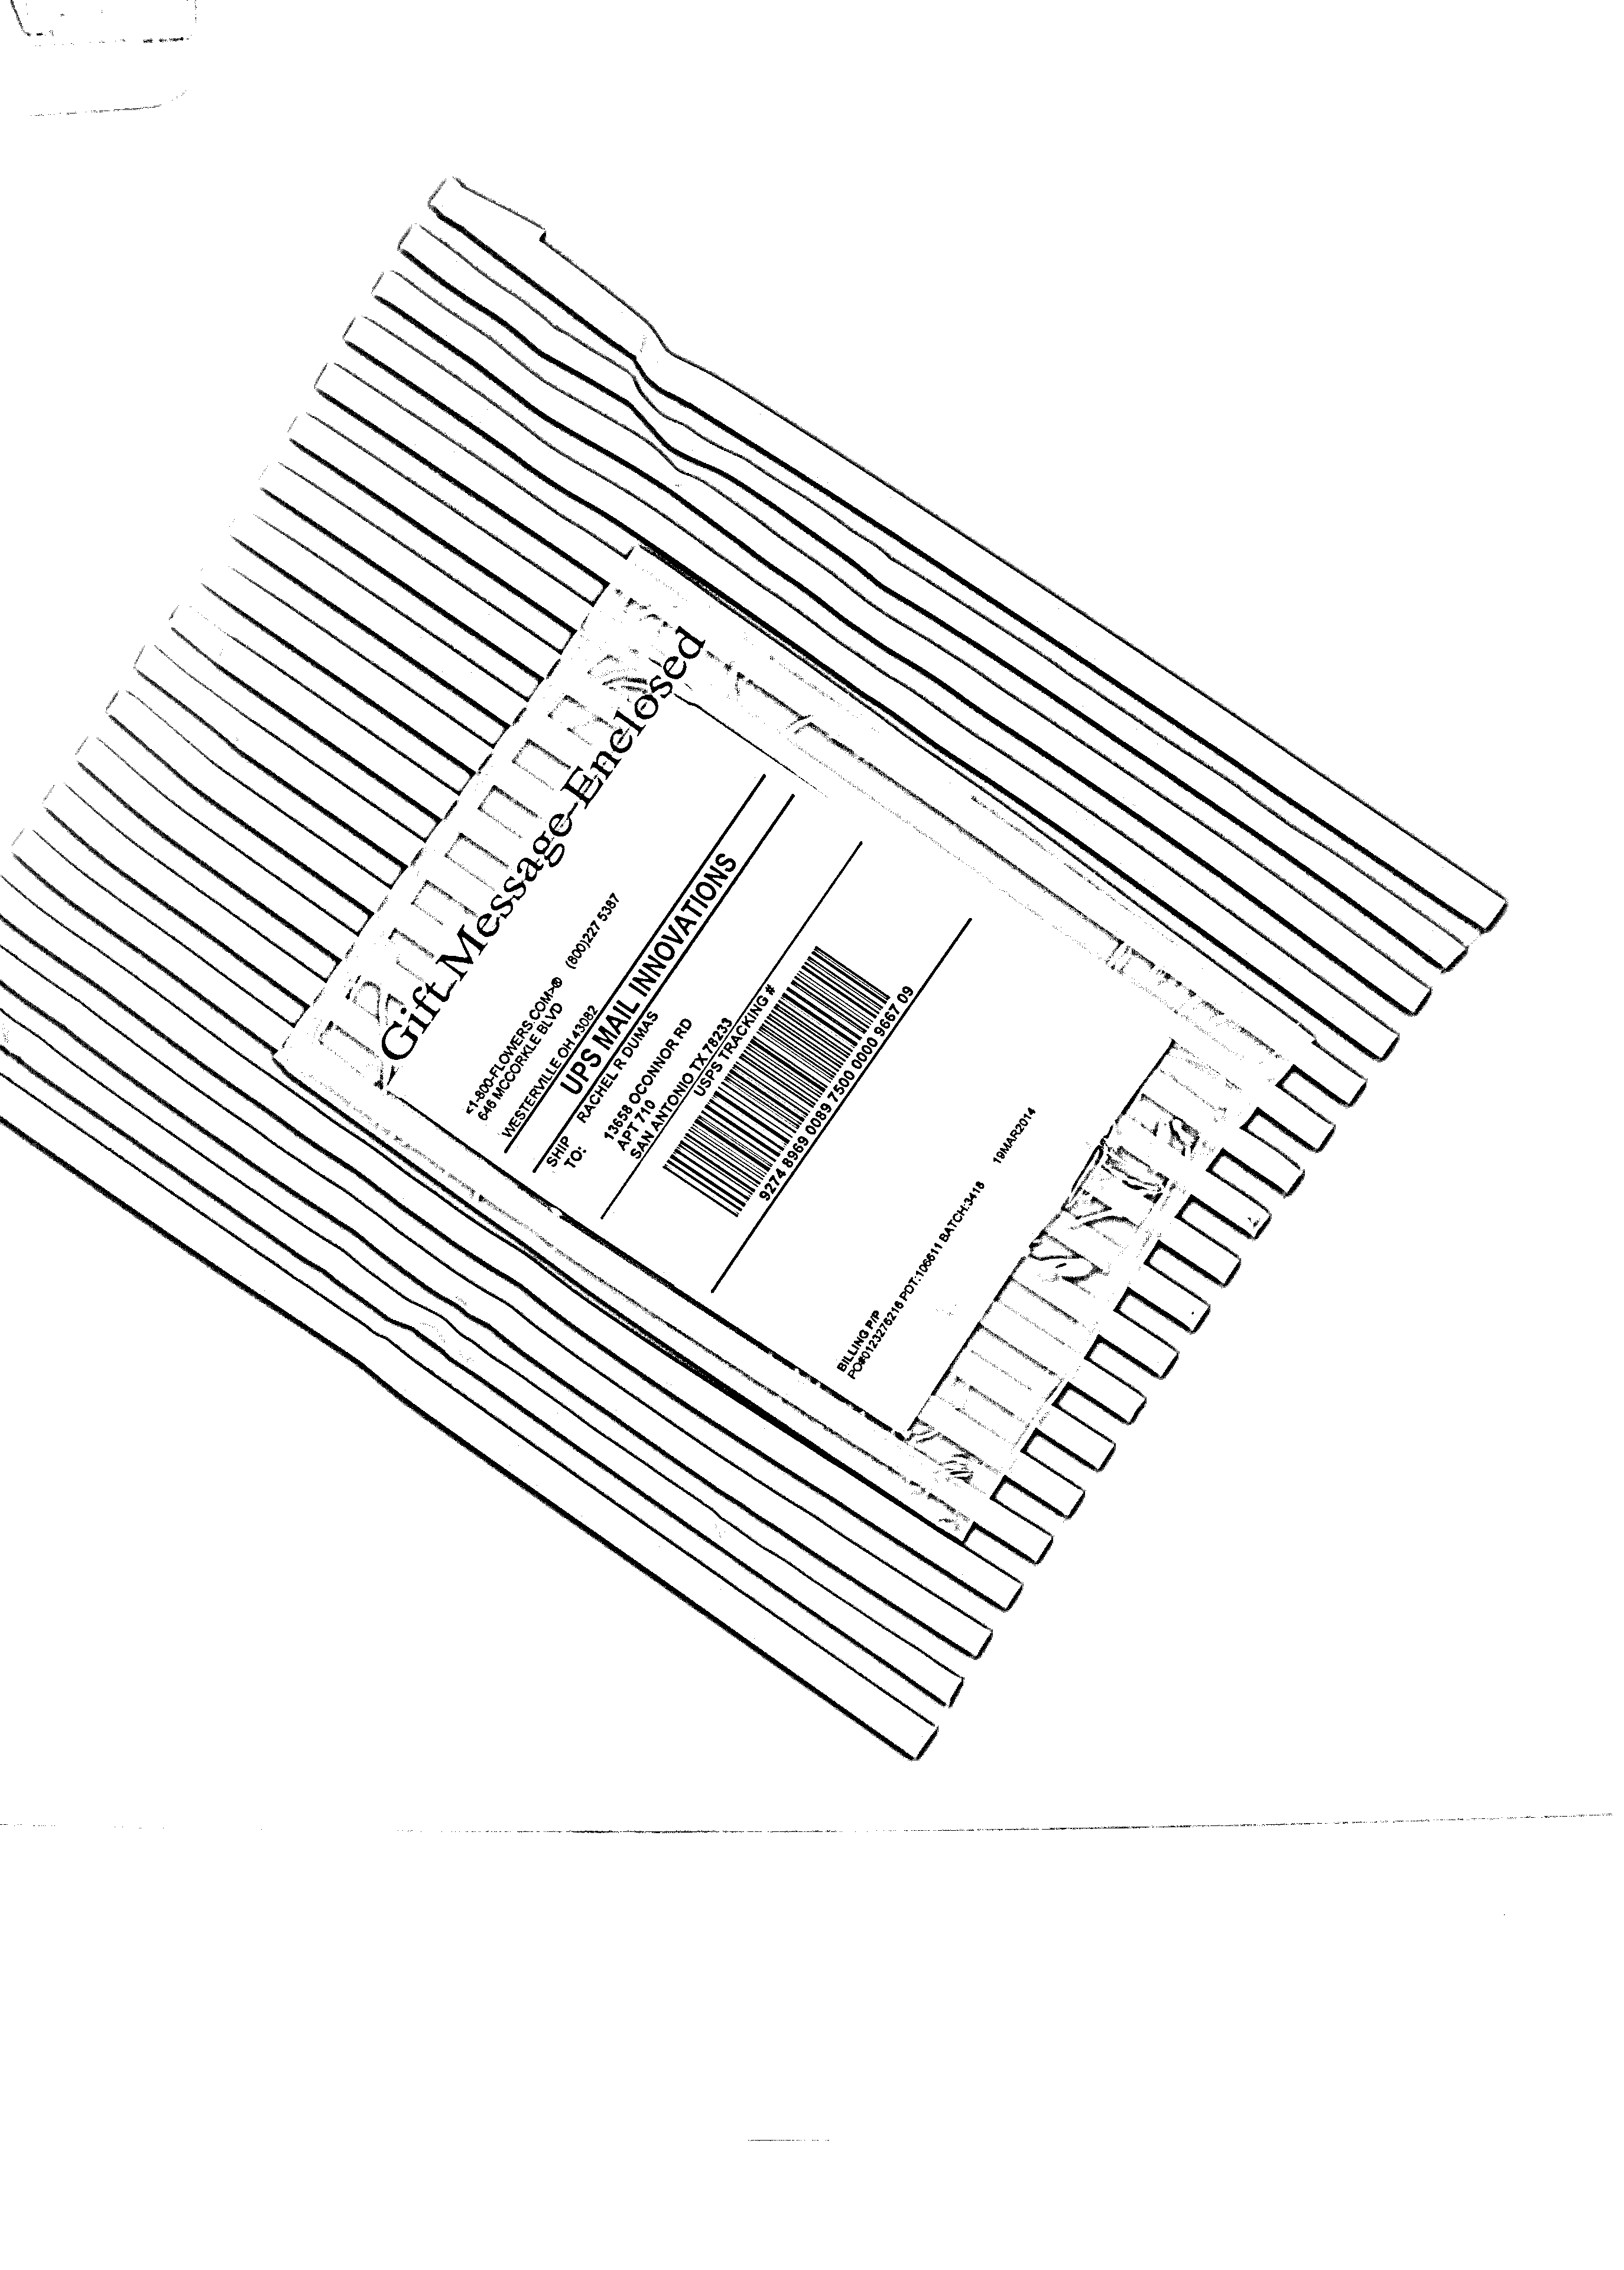 Gift-Message-Enclosed
<1-800-FLOWERS.COM>® (800)227 5387
646 MCCORKLE BLVD
WESTERVILLE OH 43082
UPS MAIL INNOVATIONS
SHIP TO: RACHEL R DUMAS
13658 OCONNOR RD
APT 710
SAN ANTONIO TX 78233
USPS TRACKING #
9274 8969 0089 7500 0000 9667 09
BILLING P/P
PO#0123276216 PDT:106611 BATCH:3418 19MAR2014